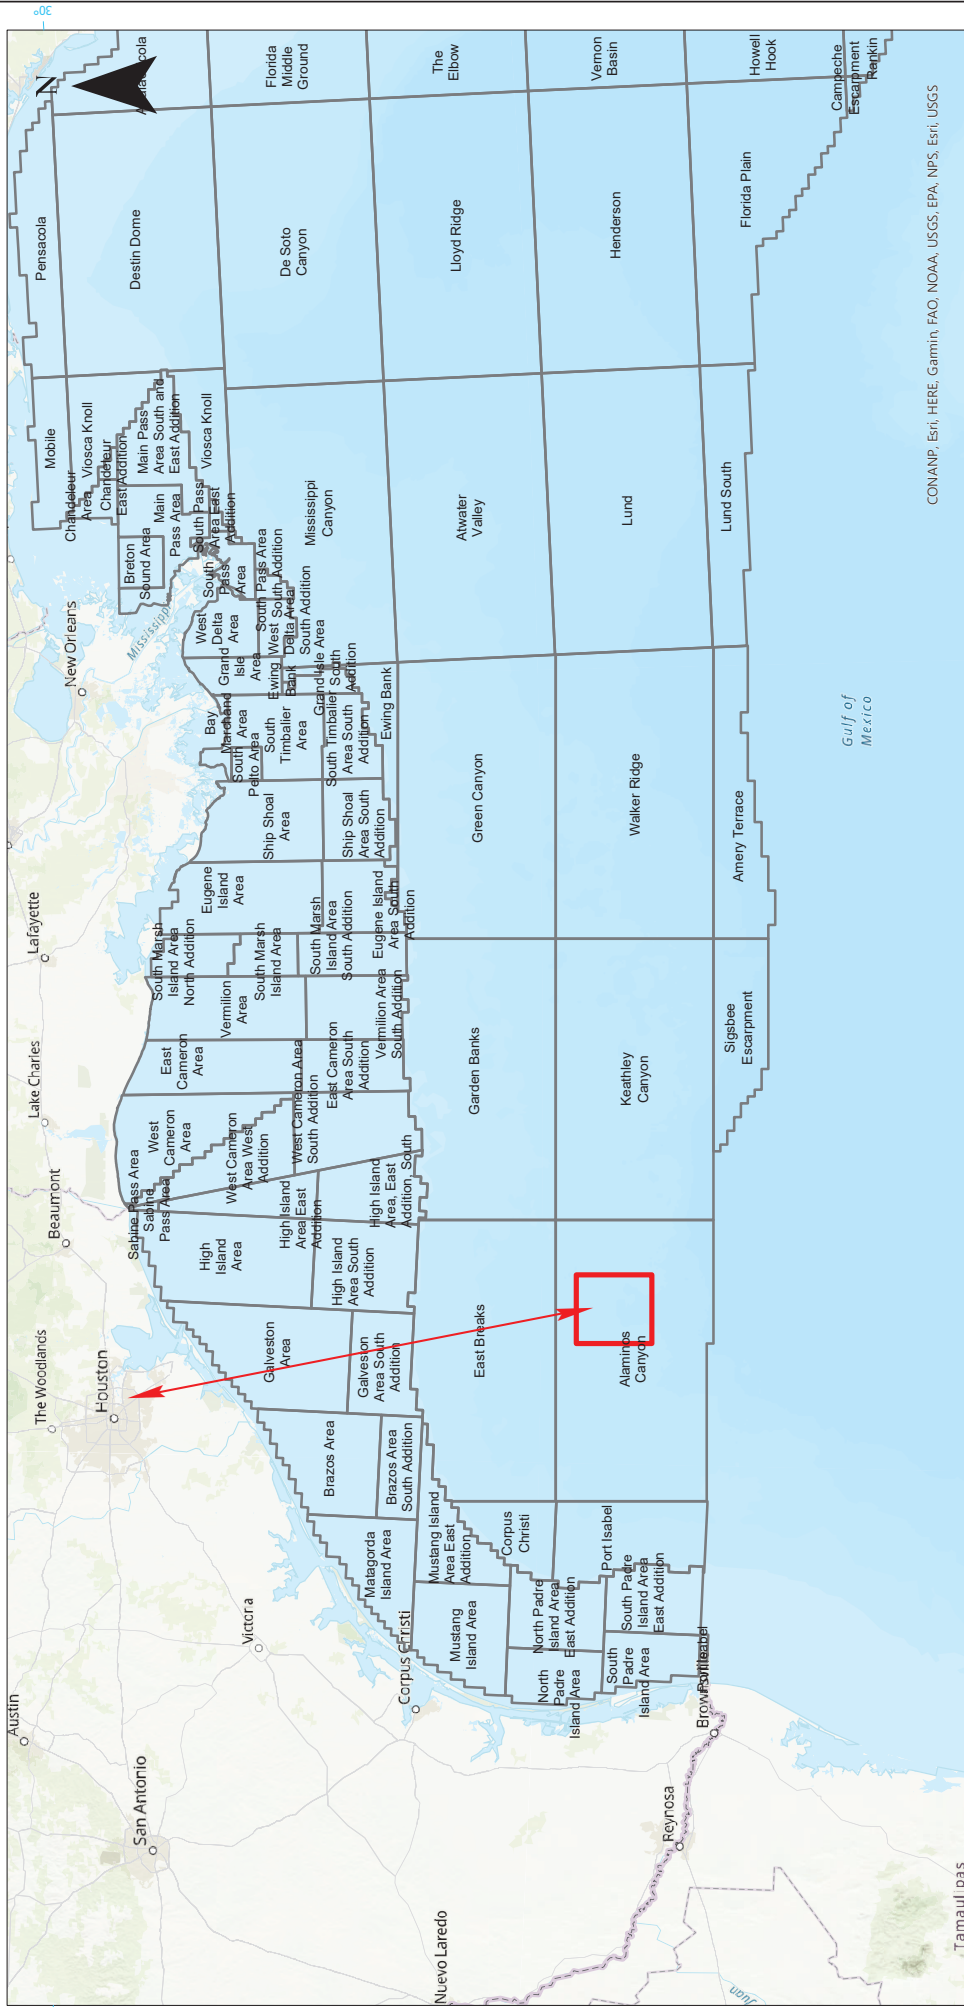 30°
N
Austin
The Woodlands
Beaumont
Lake Charles
Lafayette
New Orleans
Houston
San Antonio
Victoria
Corpus Christi
Nuevo Laredo
Reynosa
Tamaulipas
Juan
Mississippi
Pensacola
Mobile
Destin Dome
Florida
Middle
Ground
The
Elbow
Vernon
Basin
Howell
Hook
Campeche
Escarpment
Rankin
De Soto
Canyon
Lloyd Ridge
Henderson
Florida Plain
Chandeleur
Area
Viosca Knoll
Chandeleur
East Addition
Main Pass
Area South and
East Addition
Viosca Knoll
Breton
Sound Area
Main
Pass Area
South Pass
Area East
Addition
South
Pass
Area
South Pass Area
South Addition
West
Delta
Area
West
Delta Area
South Addition
Grand
Isle
Area
Ewing
Bank
Grand Isle Area
South
Addition
Bay
Marchand
Area
South
Pelto Area
South
Timbalier
Area
South Timbalier
Area South
Addition
Ewing Bank
Ship Shoal
Area
Ship Shoal
Area South
Addition
Eugene
Island
Area
Eugene Island
Area South
Addition
South Marsh
Island Area
North Addition
South Marsh
Island Area
South Marsh
Island Area
South Addition
Vermilion
Area
Vermilion Area
South Addition
East
Cameron
Area
East Cameron
Area South
Addition
West
Cameron
Area
West Cameron
Area West
Addition
West Cameron Area
South Addition
Sabine Pass Area
Sabine
Pass Area
High
Island
Area
High Island
Area East
Addition
High Island
Area, East
Addition, South
High Island
Area South
Addition
Galveston
Area
Galveston
Area South
Addition
Brazos Area
Brazos Area
South Addition
Matagorda
Island Area
Mustang Island
Area East
Addition
Mustang
Island Area
Corpus
Christi
North Padre
Island Area
East Addition
North
Padre
Island Area
Port Isabel
South Padre
Island Area
East Addition
South
Padre
Island Area
Mississippi
Canyon
Atwater
Valley
Lund
Lund South
Green Canyon
Walker Ridge
Amery Terrace
Garden Banks
Keathley
Canyon
Sigsbee
Escarpment
East Breaks
Alaminos
Canyon
Gulf of
Mexico
CONANP, Esri, HERE, Garmin, FAO, NOAA, USGS, EPA, NPS, Esri, USGS